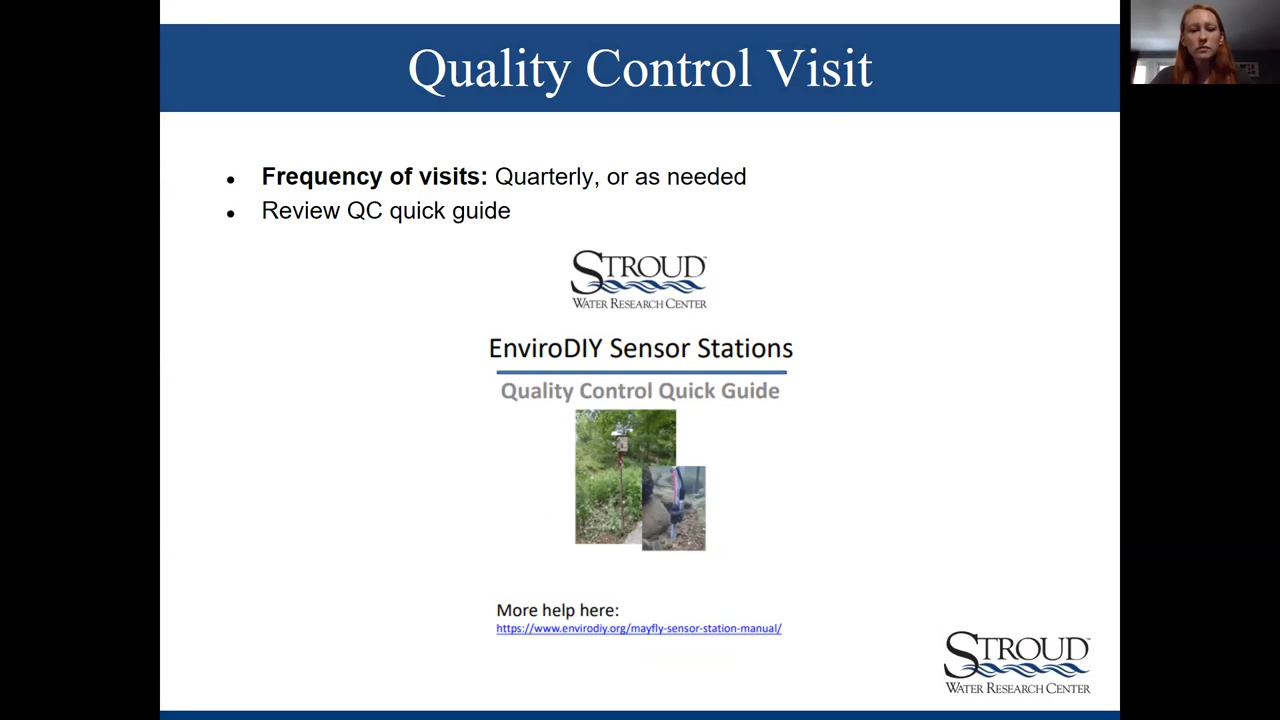 Quality Control Visit
• Frequency of visits: Quarterly, or as needed
• Review QC quick guide
STROUD™
WATER RESEARCH CENTER
EnviroDIY Sensor Stations
Quality Control Quick Guide
More help here:
https://www.envirodiy.org/mayfly-sensor-station-manual/
STROUD™
WATER RESEARCH CENTER